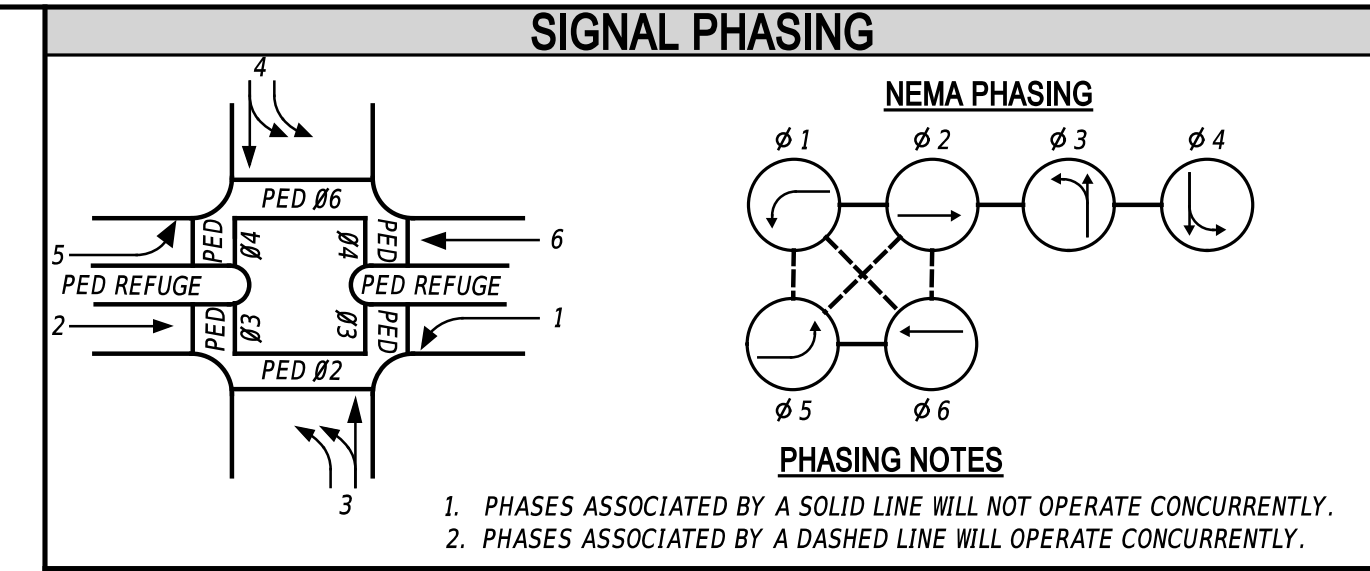 SIGNAL PHASING
4
PED Ø6
5
PED Ø4
Ø4 PED
6
PED REFUGE
PED REFUGE
2
PED Ø3
Ø3 PED
1
PED Ø2
3
NEMA PHASING
ø 1
ø 2
ø 3
ø 4
ø 5
ø 6
PHASING NOTES
1. PHASES ASSOCIATED BY A SOLID LINE WILL NOT OPERATE CONCURRENTLY.
2. PHASES ASSOCIATED BY A DASHED LINE WILL OPERATE CONCURRENTLY.